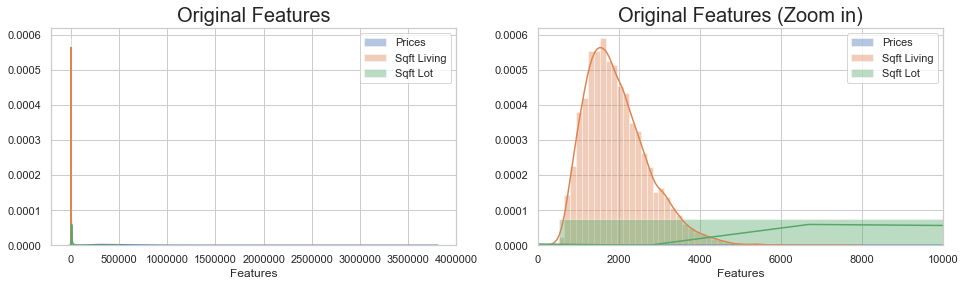 Original Features
0.0006
0.0005
0.0004
0.0003
0.0002
0.0001
0.0000
Prices
Sqft Living
Sqft Lot
0 500000 1000000 1500000 2000000 2500000 3000000 3500000 4000000
Features
Original Features (Zoom in)
0.0006
0.0005
0.0004
0.0003
0.0002
0.0001
0.0000
Prices
Sqft Living
Sqft Lot
0 2000 4000 6000 8000 10000
Features